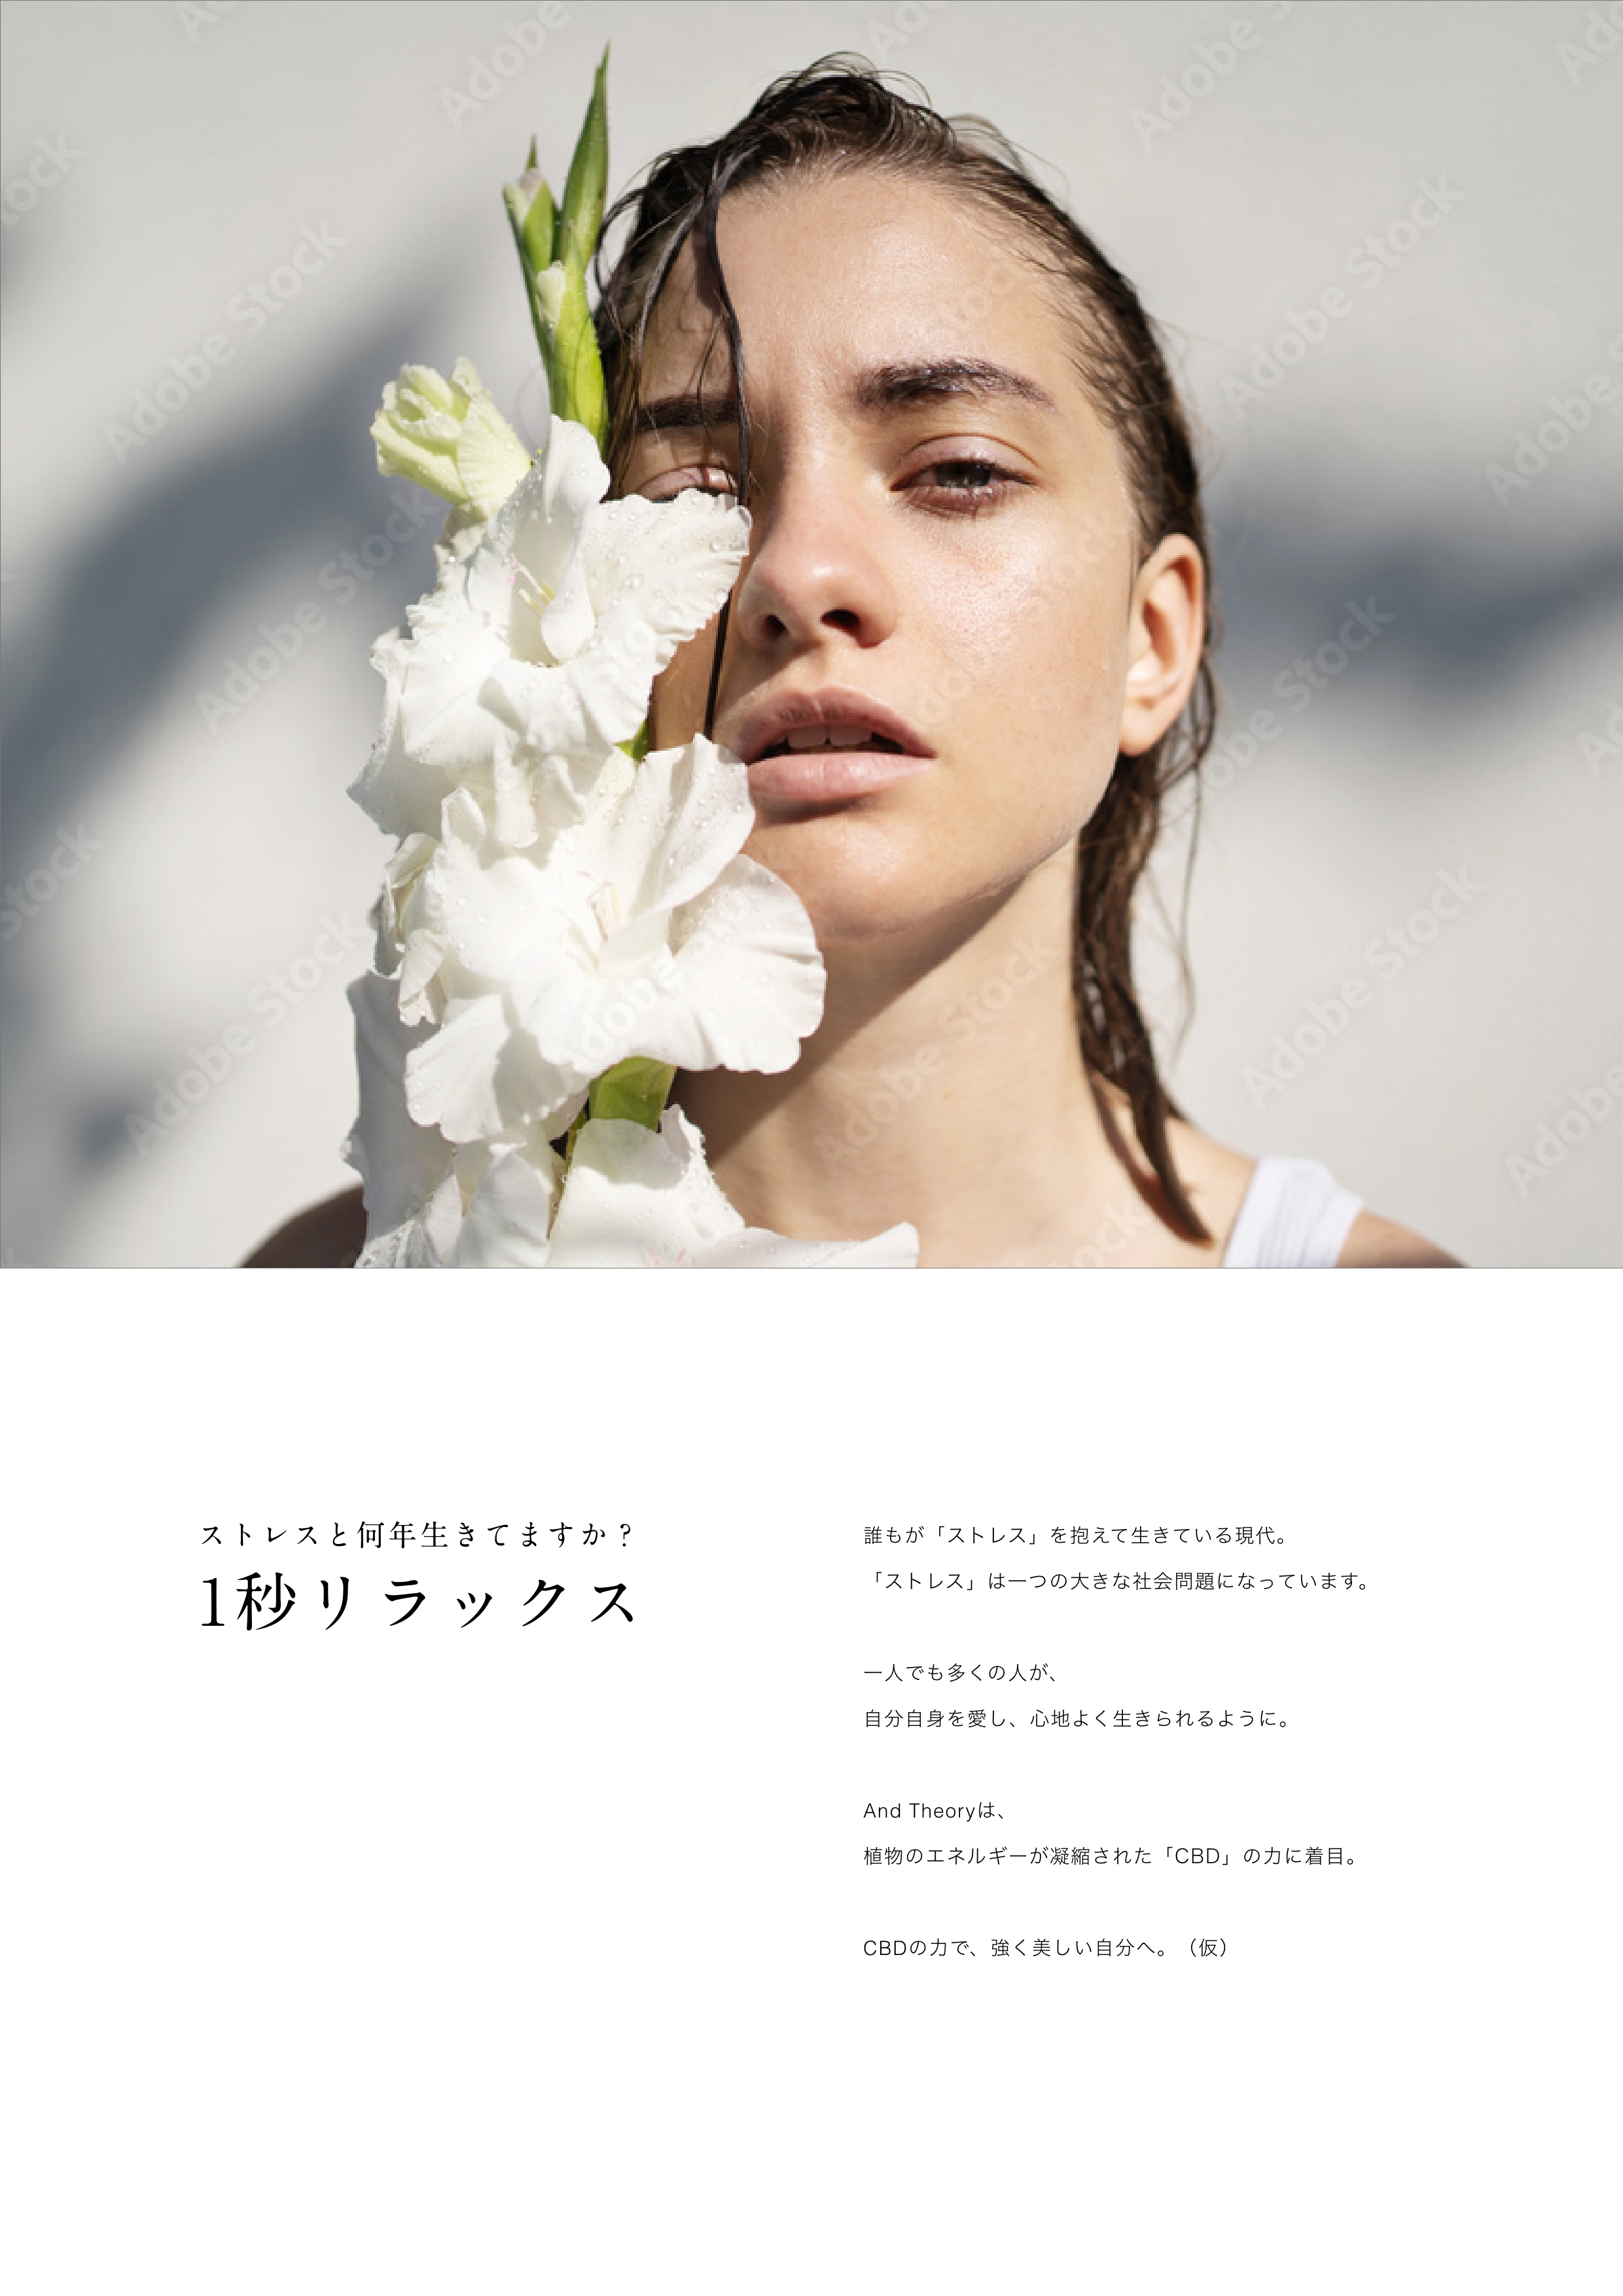 Adobe Stock
ストレスと何年生きてますか？
1秒リラックス
誰もが「ストレス」を抱えて生きている現代。
「ストレス」は一つの大きな社会問題になっています。
一人でも多くの人が、
自分自身を愛し、心地よく生きられるように。
And Theoryは、
植物のエネルギーが凝縮された「CBD」の力に着目。
CBDの力で、強く美しい自分へ。（仮）